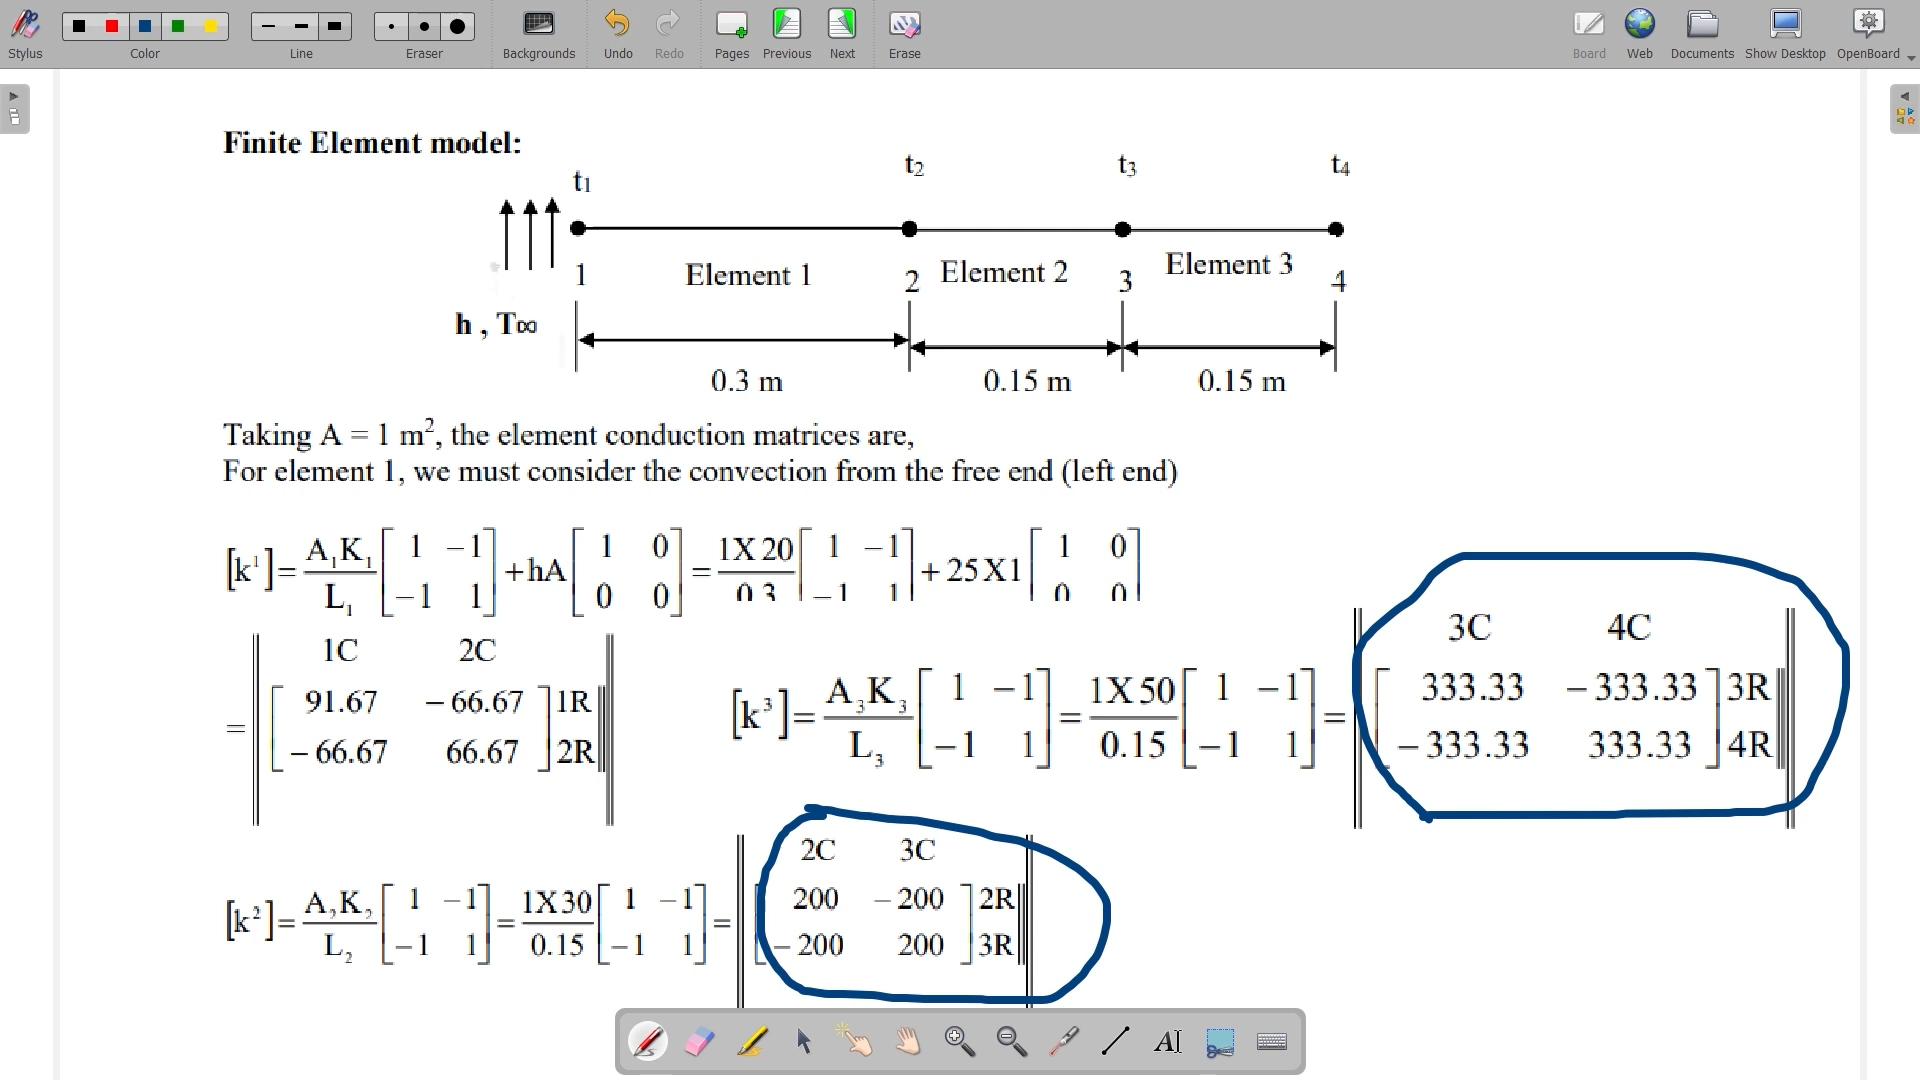 Stylus Color Line Eraser Backgrounds Undo Redo Pages Previous Next Erase Board Web Documents Show Desktop OpenBoard
Finite Element model:
t1 t2 t3 t4
1 Element 1 2 Element 2 3 Element 3 4
h , T∞
0.3 m 0.15 m 0.15 m
Taking A = 1 m², the element conduction matrices are,
For element 1, we must consider the convection from the free end (left end)
[k¹]= A₁K₁/L₁ [1 −1; −1 1] +hA [1 0; 0 0] = 1X20/0.3 [1 −1; −1 1] + 25X1 [1 0; 0 0]
1C 2C
= [91.67 −66.67; −66.67 66.67] 1R 2R
3C 4C
[k³]= A₃K₃/L₃ [1 −1; −1 1] = 1X50/0.15 [1 −1; −1 1] = [333.33 −333.33; −333.33 333.33] 3R 4R
2C 3C
[k²]= A₂K₂/L₂ [1 −1; −1 1] = 1X30/0.15 [1 −1; −1 1] = [200 −200; −200 200] 2R 3R